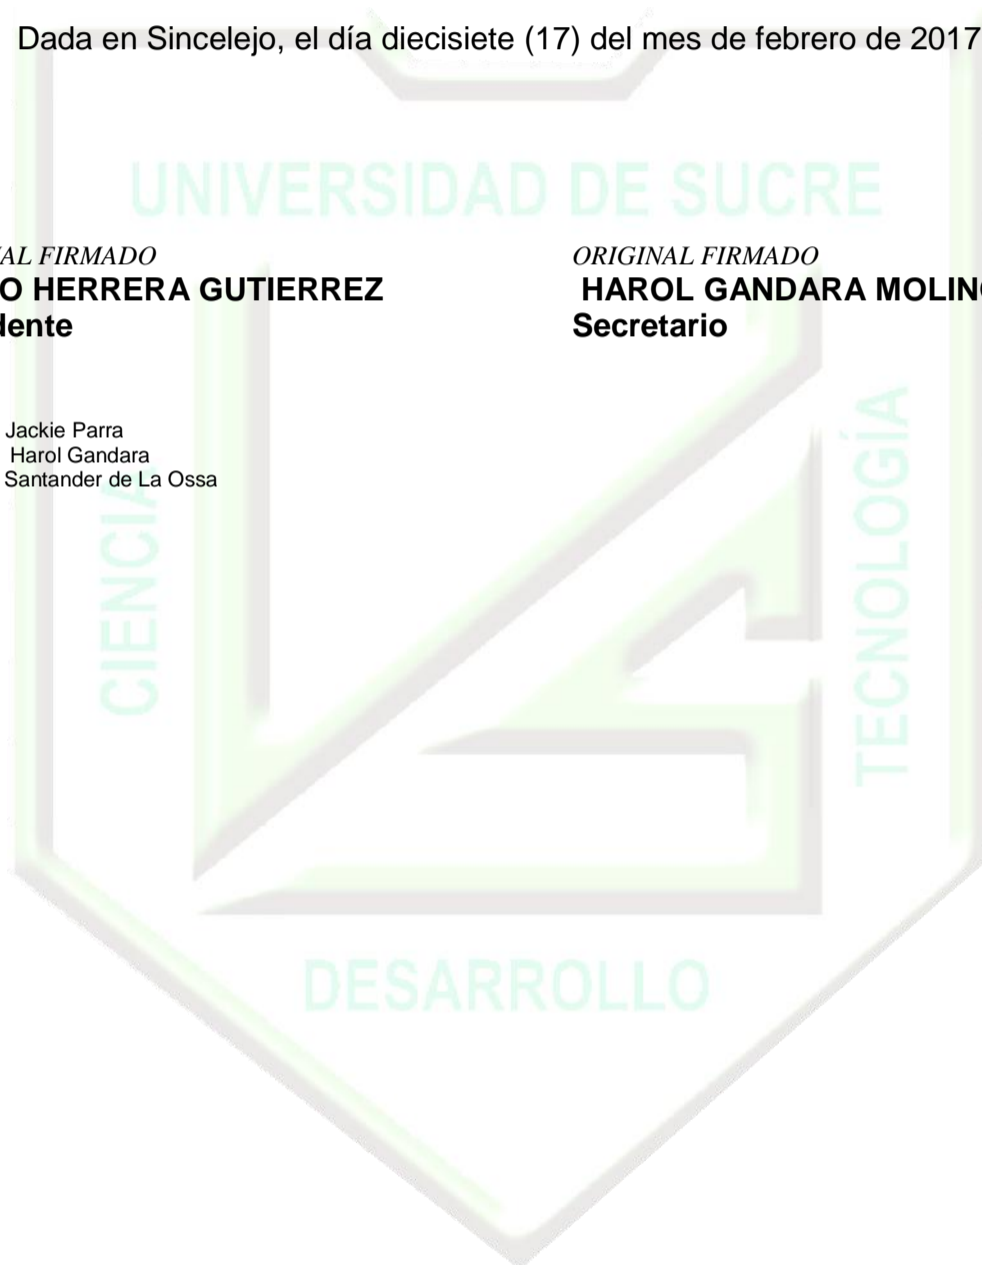 Dada en Sincelejo, el día diecisiete (17) del mes de febrero de 2017
UNIVERSIDAD DE SUCRE
FIRMADO ORIGINAL FIRMADO
HERRERA GUTIERREZ HAROL GANDARA
Secretario
Jackie Parra
Harol Gandara
Santander de La Ossa
CIENCIA
TECNOLOGÍA
DESARROLLO